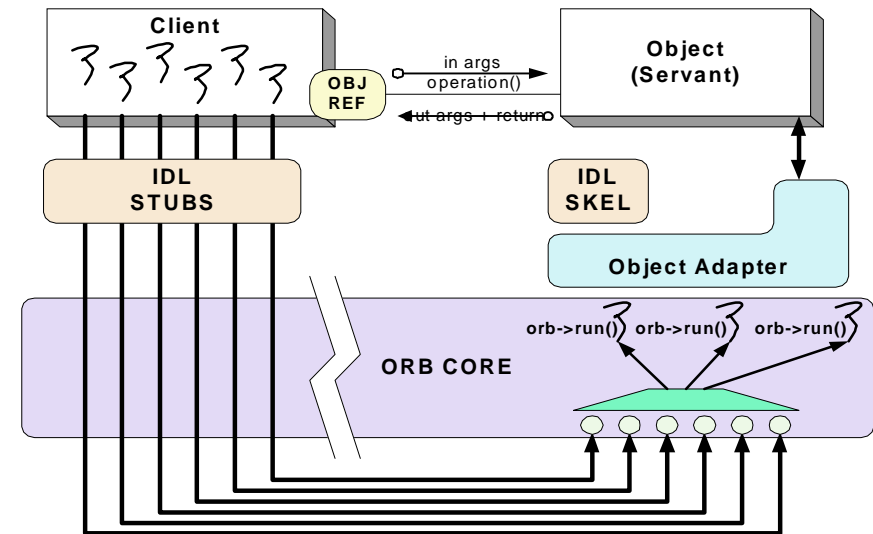 Client
OBJ
REF
in args
operation()
ut args + return
Object
(Servant)
IDL
STUBS
IDL
SKEL
Object Adapter
orb->run() orb->run() orb->run()
ORB CORE